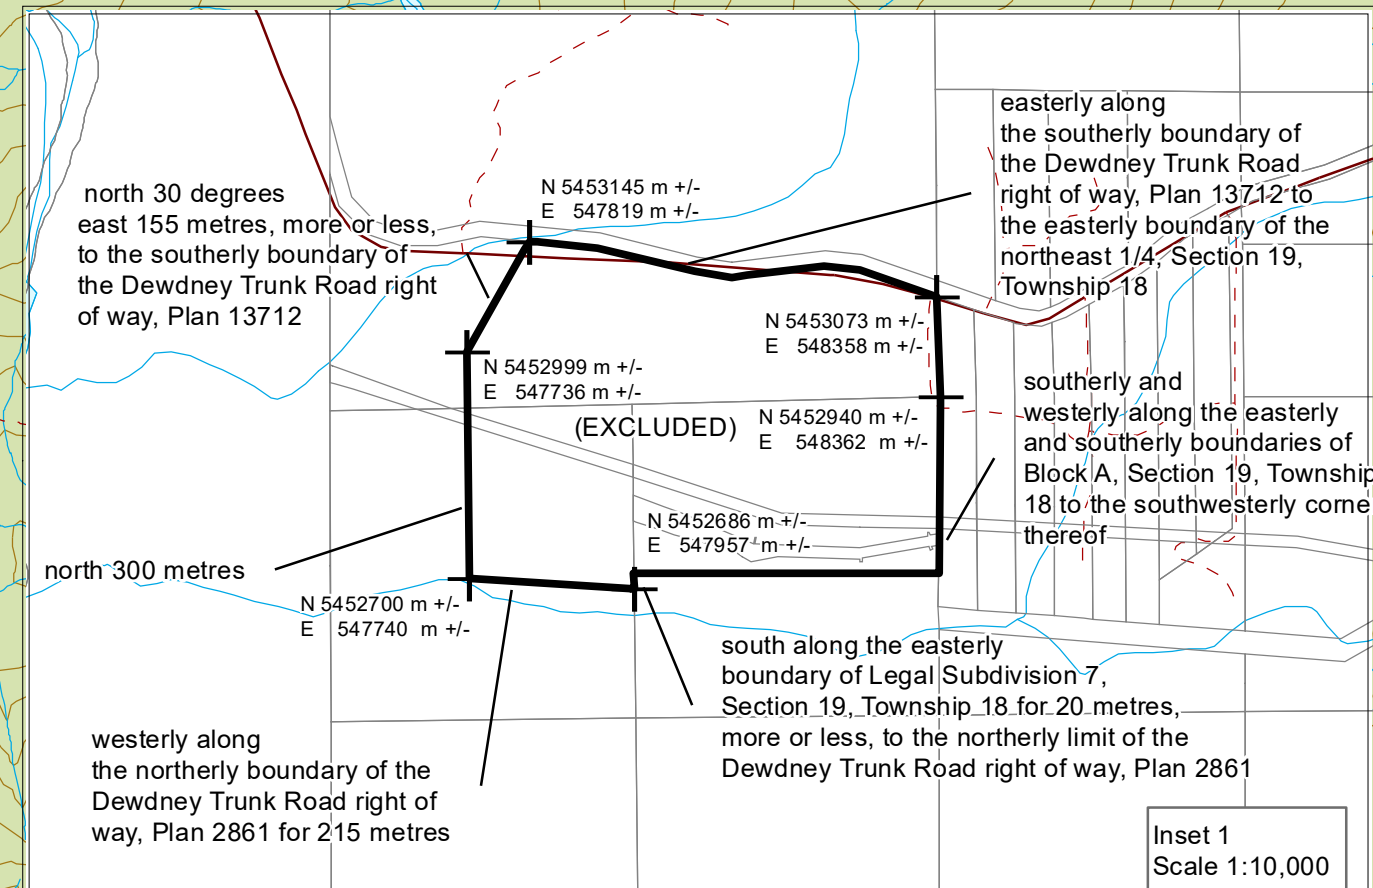 easterly along
the southerly boundary of
the Dewdney Trunk Road
right of way, Plan 13712 to
the easterly boundary of the
northeast 1/4, Section 19,
Township 18
north 30 degrees
east 155 metres, more or less,
to the southerly boundary of
the Dewdney Trunk Road right
of way, Plan 13712
N 5453145 m +/-
E 547819 m +/-
N 5453073 m +/-
E 548358 m +/-
N 5452999 m +/-
E 547736 m +/-
(EXCLUDED)
N 5452940 m +/-
E 548362 m +/-
southerly and
westerly along the easterly
and southerly boundaries of
Block A, Section 19, Township
18 to the southwesterly corne
thereof
N 5452686 m +/-
E 547957 m +/-
north 300 metres
N 5452700 m +/-
E 547740 m +/-
south along the easterly
boundary of Legal Subdivision 7,
Section 19, Township 18 for 20 metres,
more or less, to the northerly limit of the
Dewdney Trunk Road right of way, Plan 2861
westerly along
the northerly boundary of the
Dewdney Trunk Road right of
way, Plan 2861 for 215 metres
Inset 1
Scale 1:10,000